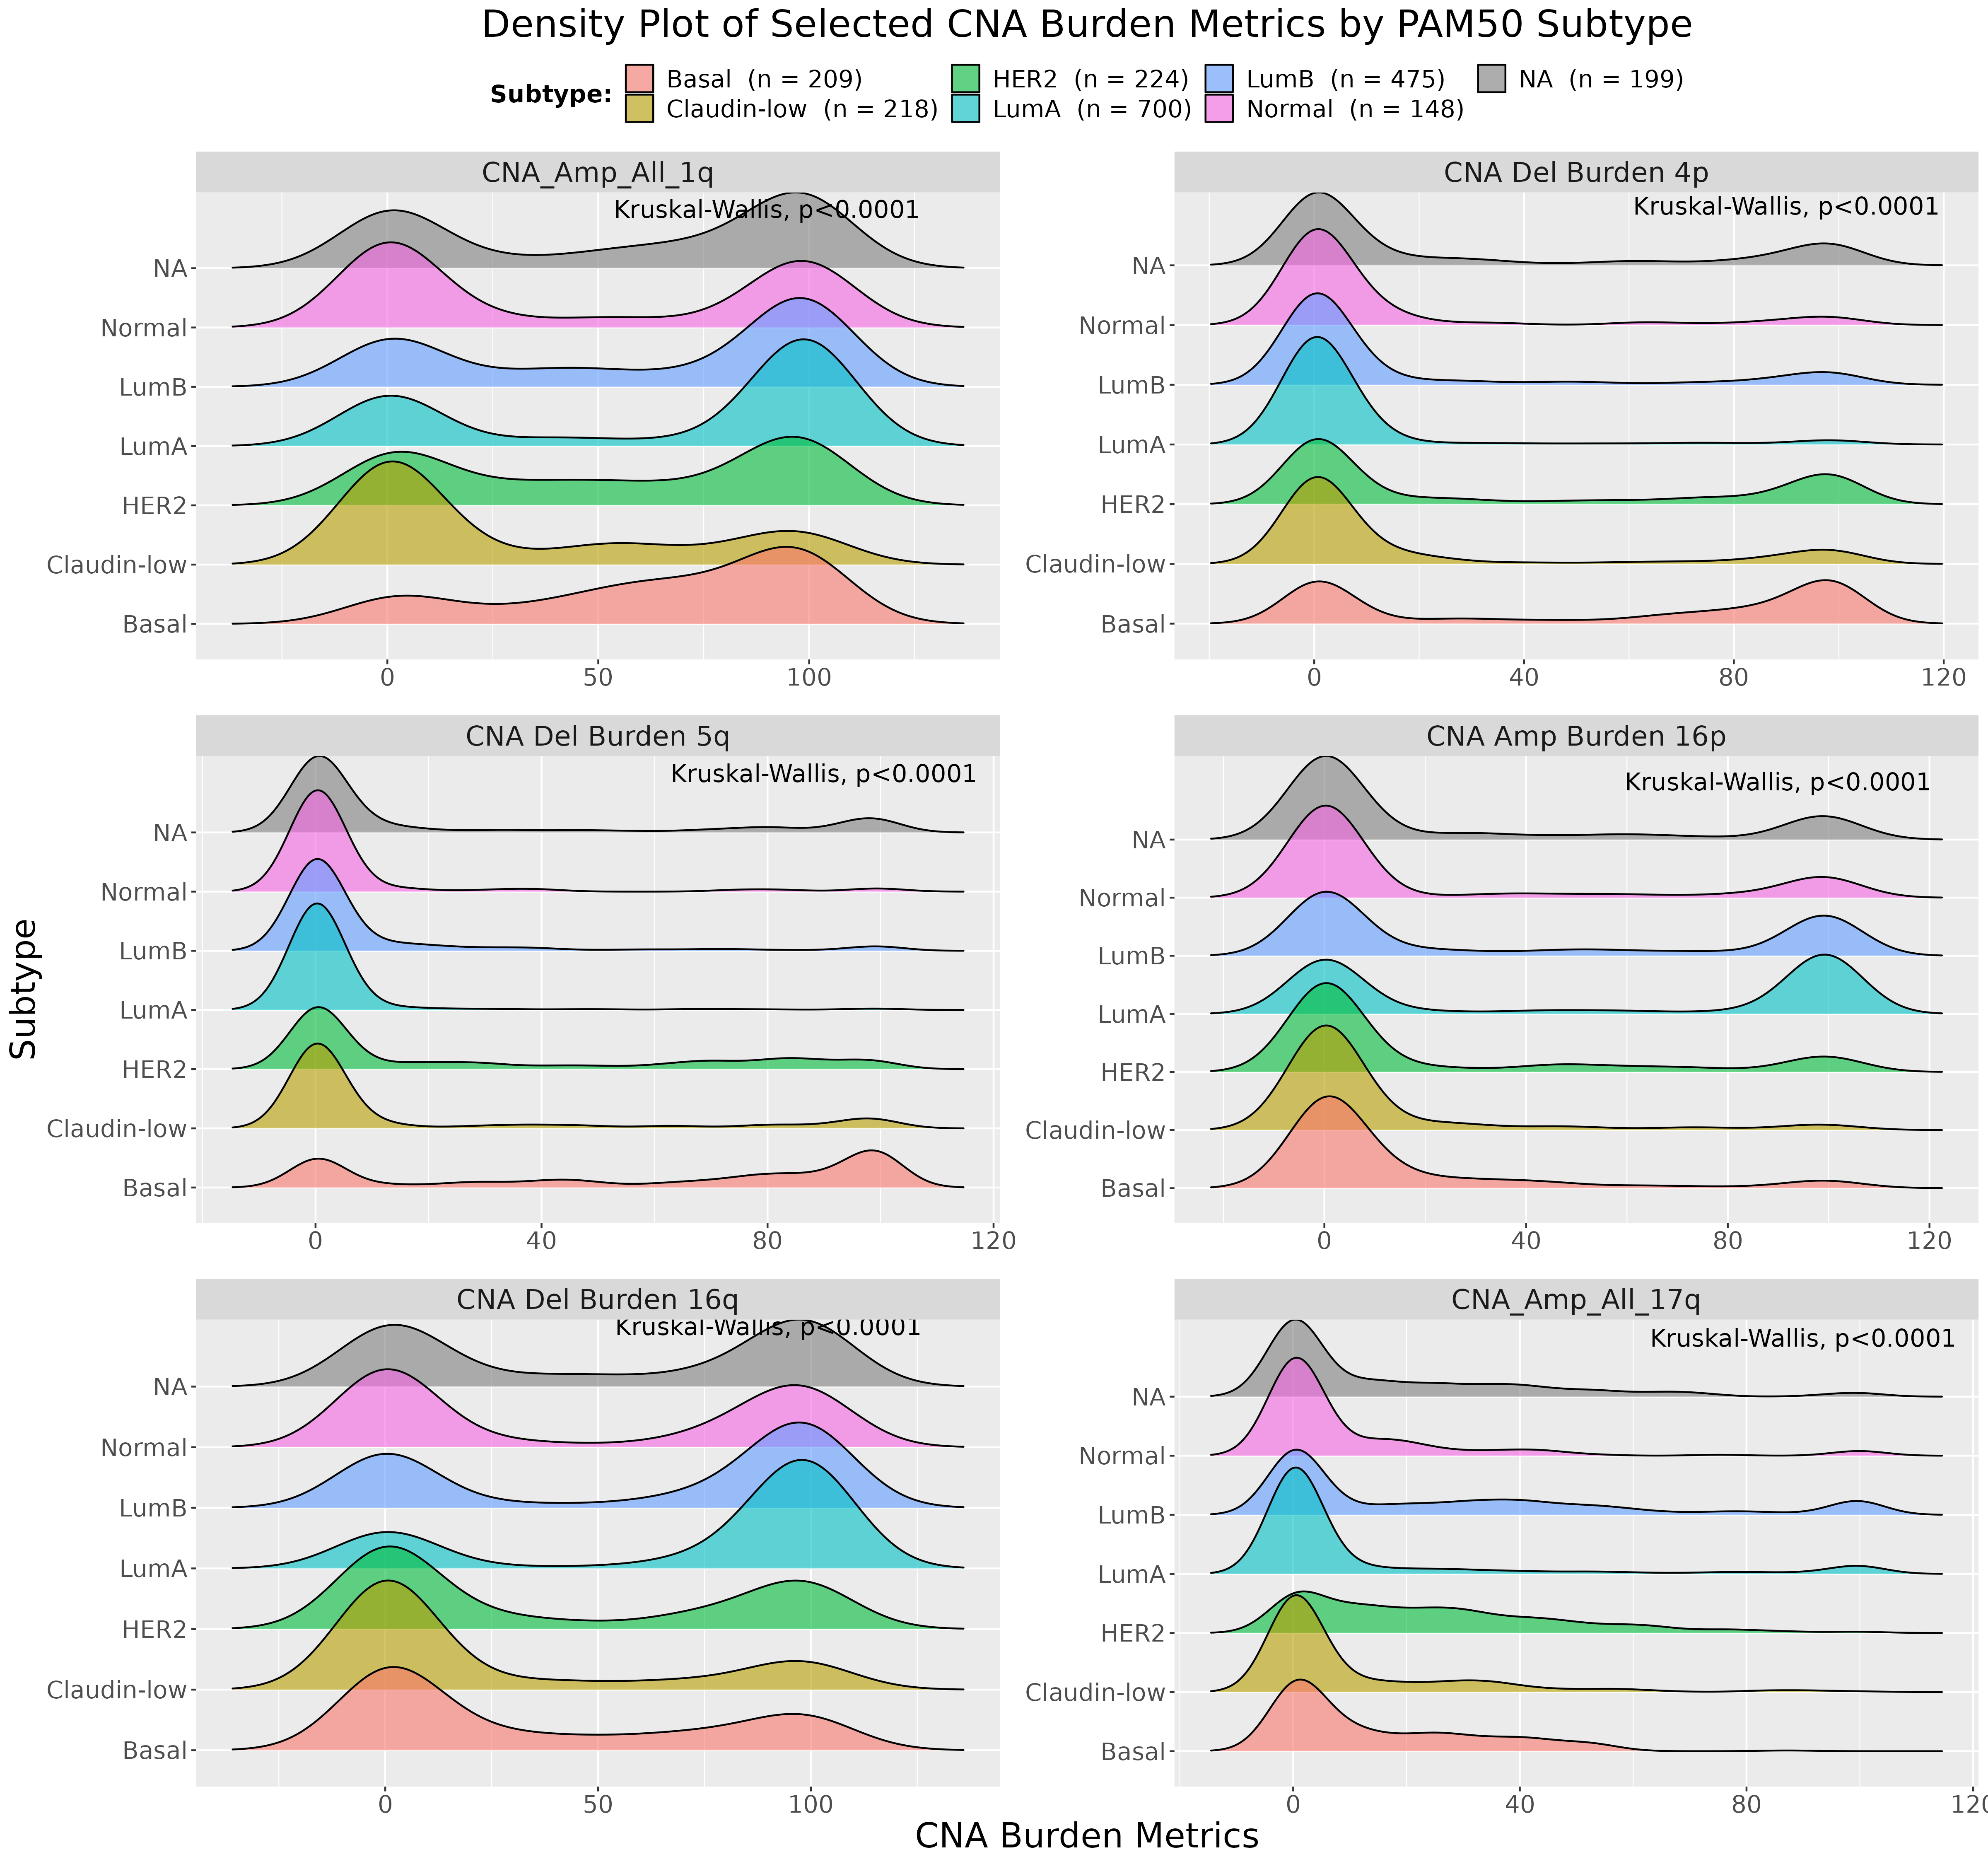 Density Plot of Selected CNA Burden Metrics by PAM50 Subtype
Subtype: Basal (n = 209) HER2 (n = 224) LumB (n = 475) NA (n = 199)
Claudin-low (n = 218) LumA (n = 700) Normal (n = 148)
CNA_Amp_All_1q
Kruskal-Wallis, p<0.0001
NA
Normal
LumB
LumA
HER2
Claudin-low
Basal
0 50 100
CNA Del Burden 4p
Kruskal-Wallis, p<0.0001
NA
Normal
LumB
LumA
HER2
Claudin-low
Basal
0 40 80 120
Subtype
CNA Del Burden 5q
Kruskal-Wallis, p<0.0001
NA
Normal
LumB
LumA
HER2
Claudin-low
Basal
0 40 80 120
CNA Amp Burden 16p
Kruskal-Wallis, p<0.0001
NA
Normal
LumB
LumA
HER2
Claudin-low
Basal
0 40 80 120
CNA Del Burden 16q
Kruskal-Wallis, p<0.0001
NA
Normal
LumB
LumA
HER2
Claudin-low
Basal
0 50 100
CNA_Amp_All_17q
Kruskal-Wallis, p<0.0001
NA
Normal
LumB
LumA
HER2
Claudin-low
Basal
0 40 80 120
CNA Burden Metrics